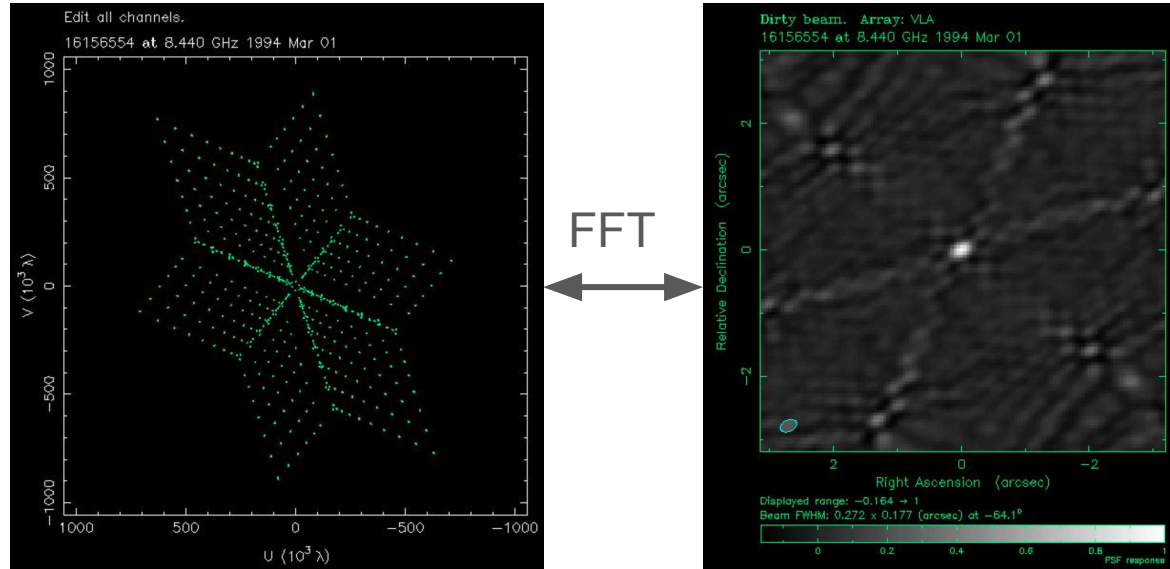 Edit all channels.
16156554 at 8.440 GHz 1994 Mar 01
1000
500
0
−500
−1000
V (10³ λ)
1000
500
0
−500
−1000
U (10³ λ)
FFT
Dirty beam. Array: VLA
16156554 at 8.440 GHz 1994 Mar 01
2
0
−2
Relative Declination (arcsec)
2
0
−2
Right Ascension (arcsec)
Displayed range: −0.164 → 1
Beam FWHM: 0.272 x 0.177 (arcsec) at −64.1°
0
0.2
0.4
0.6
0.8
1
PSF response